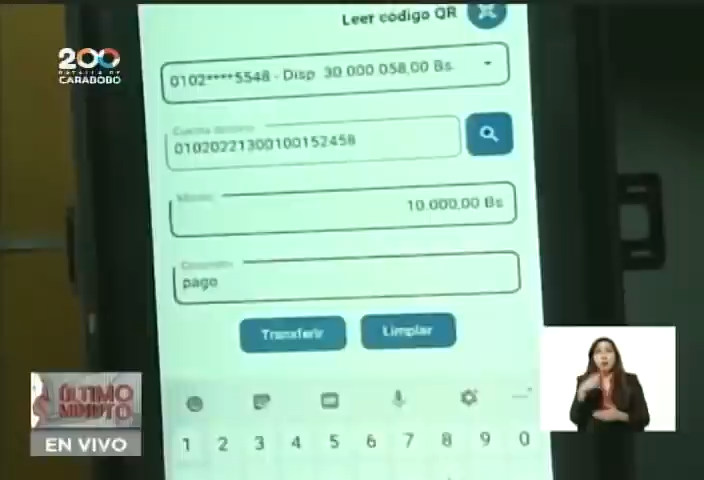 Leer código QR
200
BATALLA DE
CARABOBO
0102****5548 - Disp 30 000 058,00 Bs
Cuenta destino
01020221300100152458
Monto
10.000,00 Bs
pago
Transferir
Limpiar
1 2 3 4 5 6 7 8 9 0
ÚLTIMO
MINUTO
EN VIVO